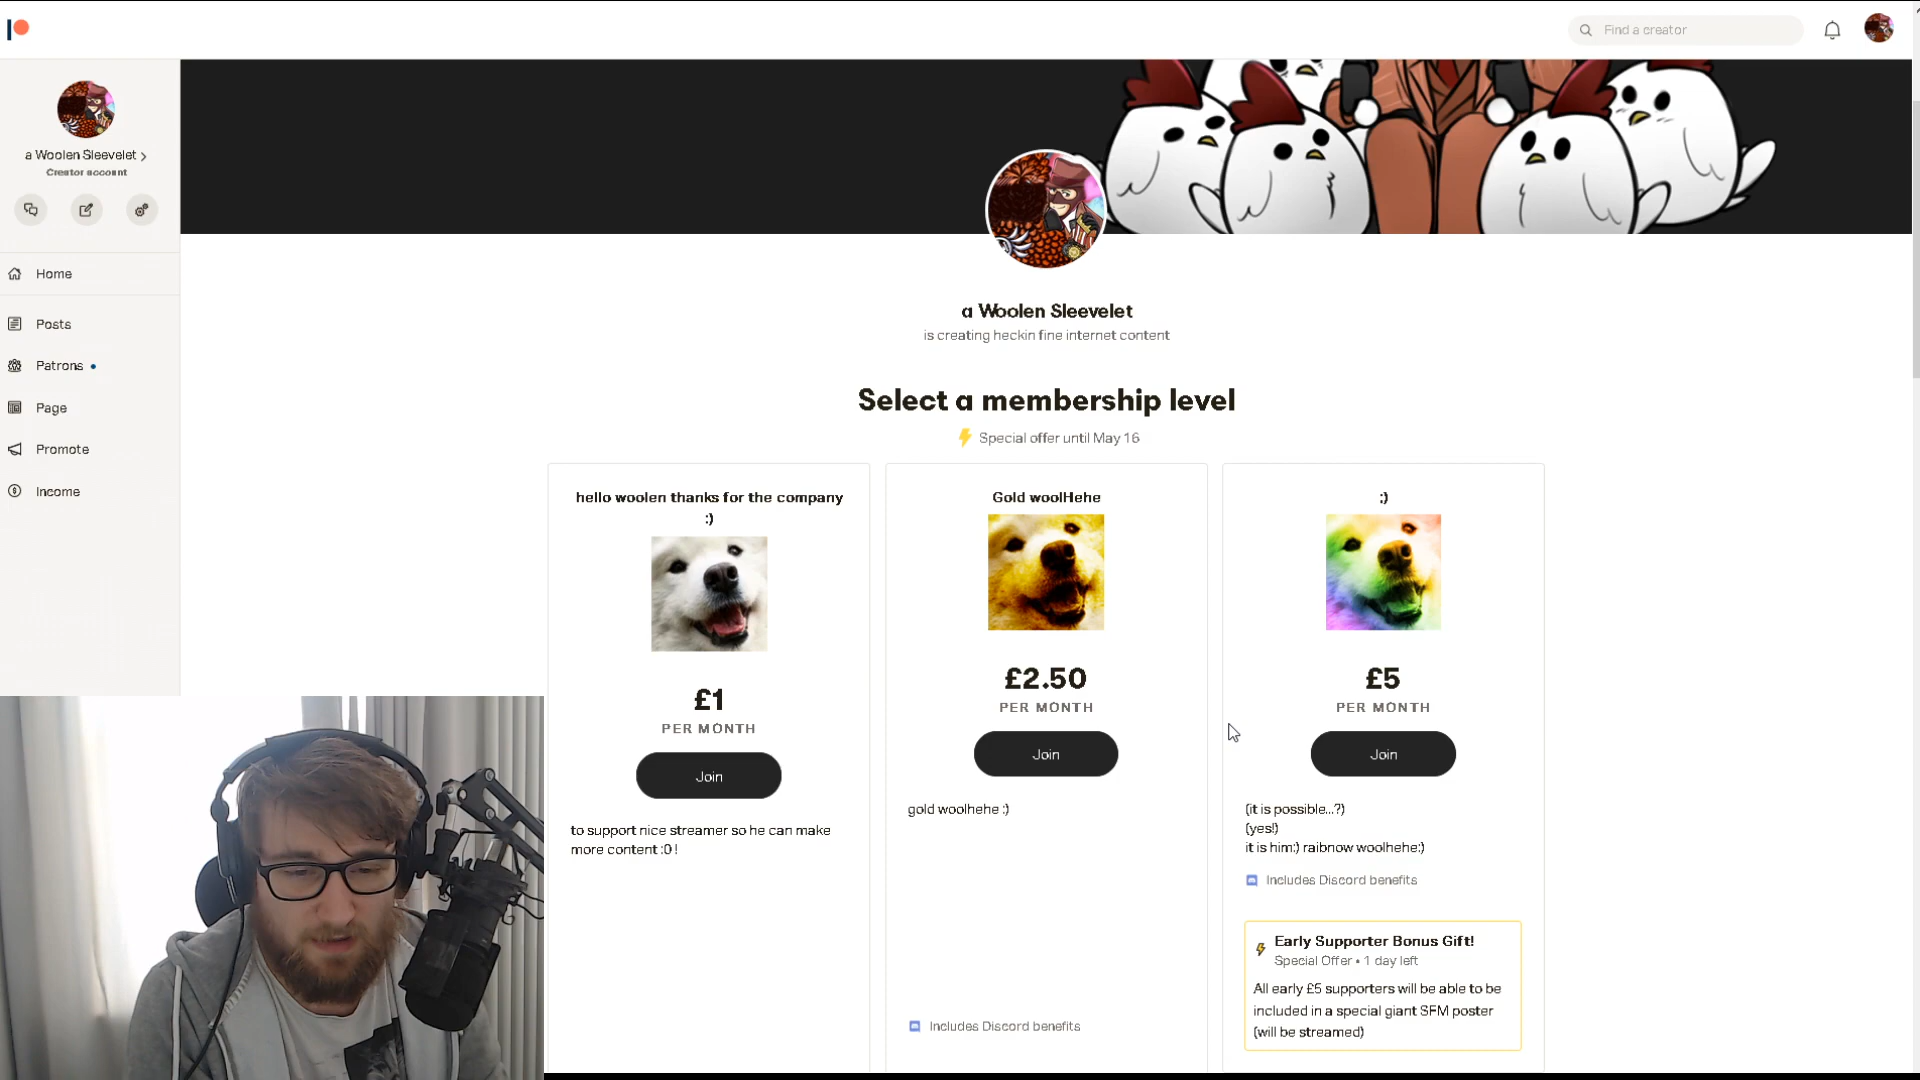 Find a creator
a Woolen Sleevelet
Creator account
Home
Posts
Patrons
Page
Promote
Income
a Woolen Sleevelet
is creating heckin fine internet content
Select a membership level
Special offer until May 16
hello woolen thanks for the company
:)
£1
PER MONTH
Join
to support nice streamer so he can make
more content :0 !
Gold woolHehe
£2.50
PER MONTH
Join
gold woolhehe :)
Includes Discord benefits
;)
£5
PER MONTH
Join
(it is possible...?)
(yes!)
it is him:) raibnow woolhehe:)
Includes Discord benefits
Early Supporter Bonus Gift!
Special Offer • 1 day left
All early £5 supporters will be able to be
included in a special giant SFM poster
(will be streamed)